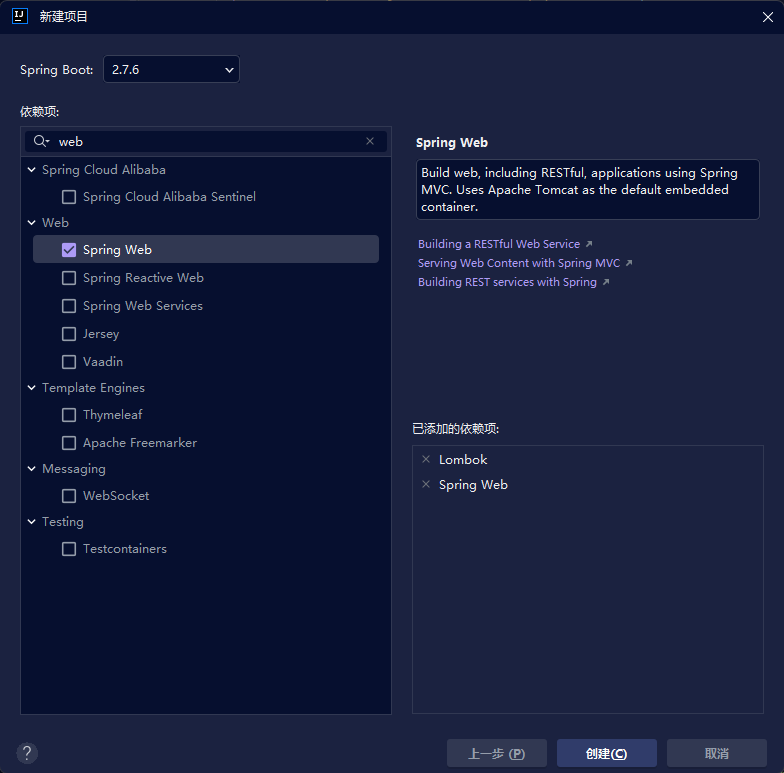 新建项目
Spring Boot:
2.7.6
依赖项:
web
Spring Cloud Alibaba
Spring Cloud Alibaba Sentinel
Web
Spring Web
Spring Reactive Web
Spring Web Services
Jersey
Vaadin
Template Engines
Thymeleaf
Apache Freemarker
Messaging
WebSocket
Testing
Testcontainers
Spring Web
Build web, including RESTful, applications using Spring
MVC. Uses Apache Tomcat as the default embedded
container.
Building a RESTful Web Service
Serving Web Content with Spring MVC
Building REST services with Spring
已添加的依赖项:
Lombok
Spring Web
?
上一步 (P)
创建(C)
取消